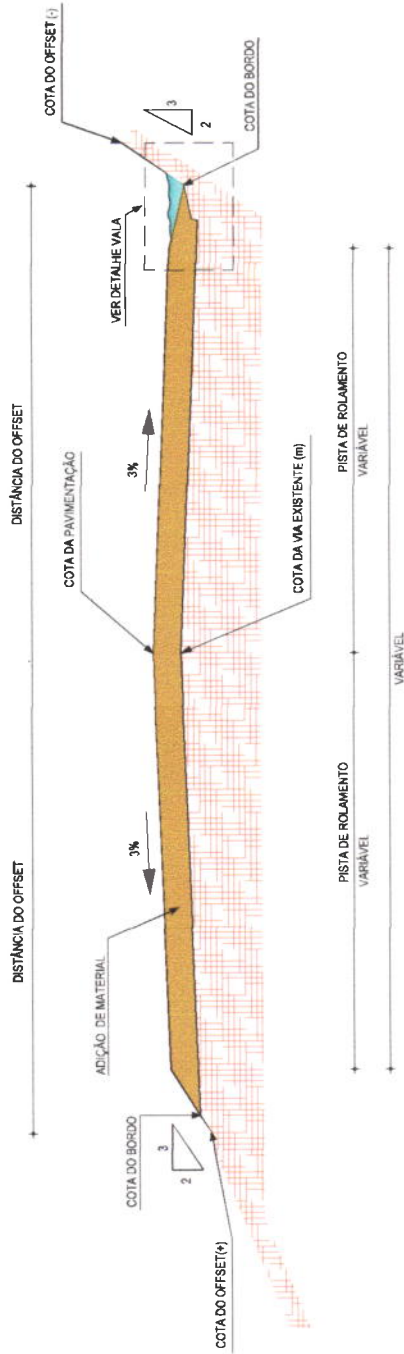 DISTÂNCIA DO OFFSET
DISTÂNCIA DO OFFSET
COTA DO OFFSET (-)
3
2
COTA DO BORDO
VER DETALHE VALA
COTA DA PAVIMENTAÇÃO
3%
3%
ADIÇÃO DE MATERIAL
COTA DO BORDO
3
2
COTA DO OFFSET(+)
COTA DA VIA EXISTENTE (m)
PISTA DE ROLAMENTO
VARIÁVEL
PISTA DE ROLAMENTO
VARIÁVEL
VARIÁVEL